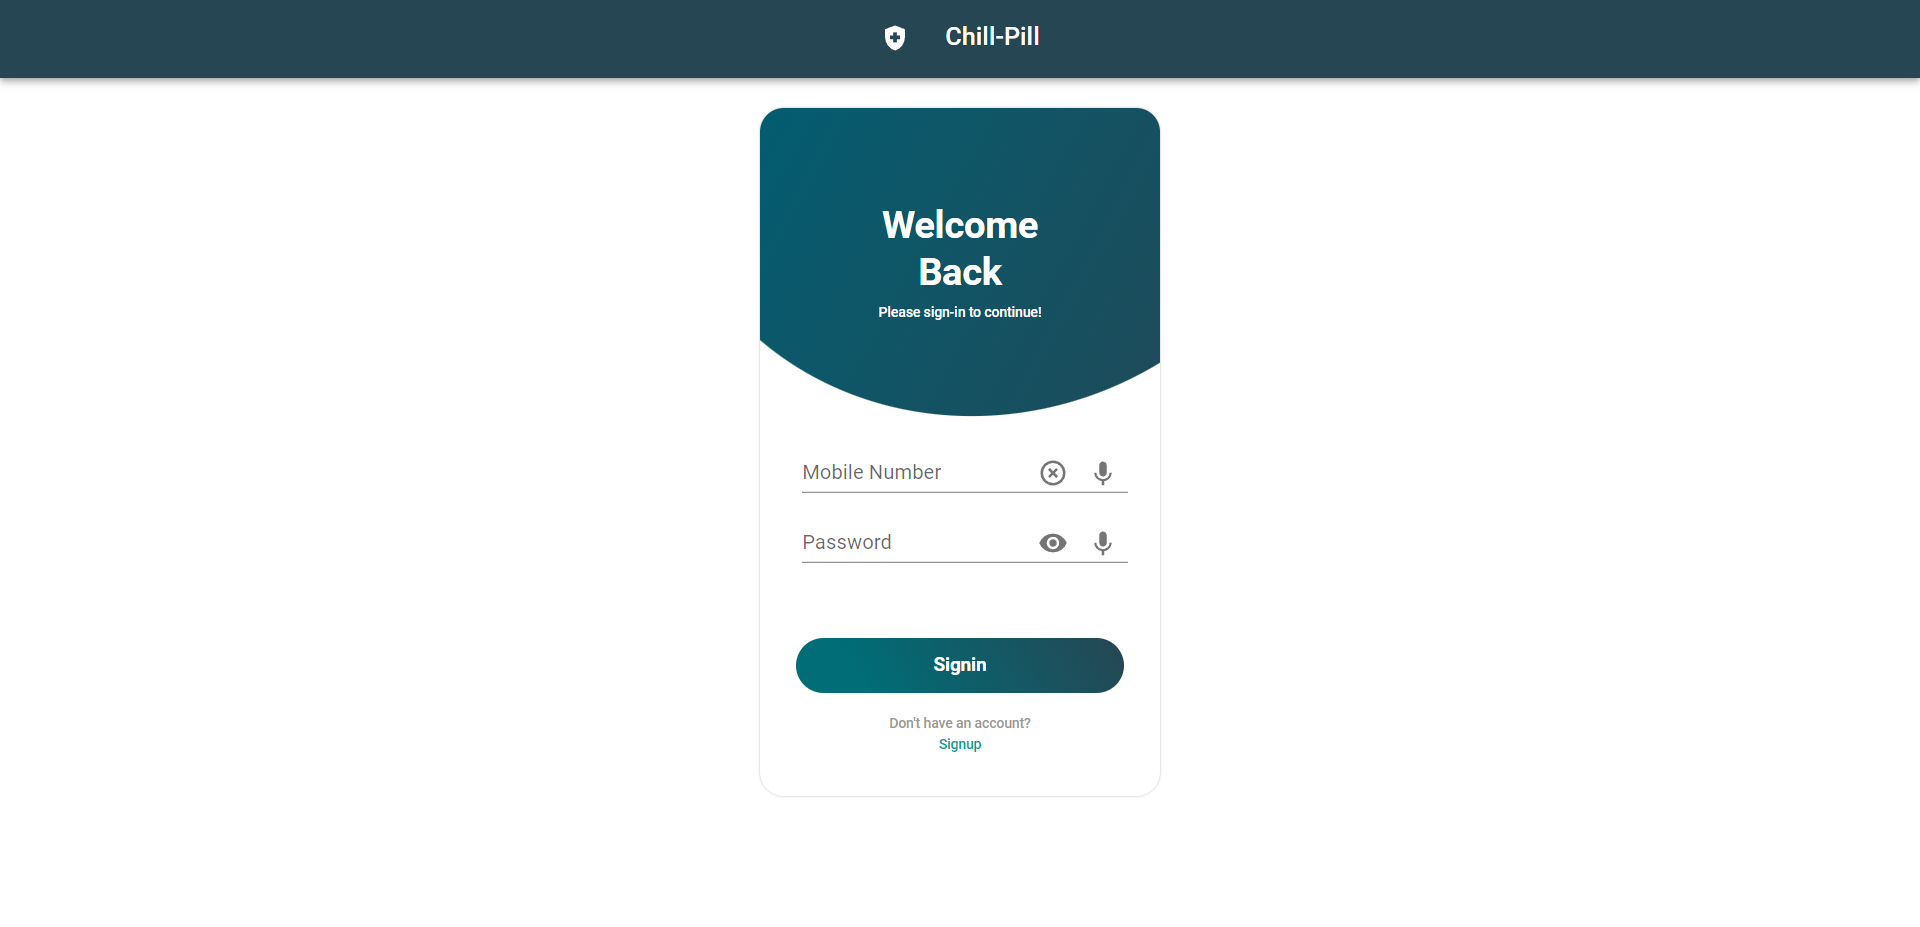 Chill-Pill
Welcome
Back
Please sign-in to continue!
Mobile Number
Password
Signin
Don't have an account?
Signup